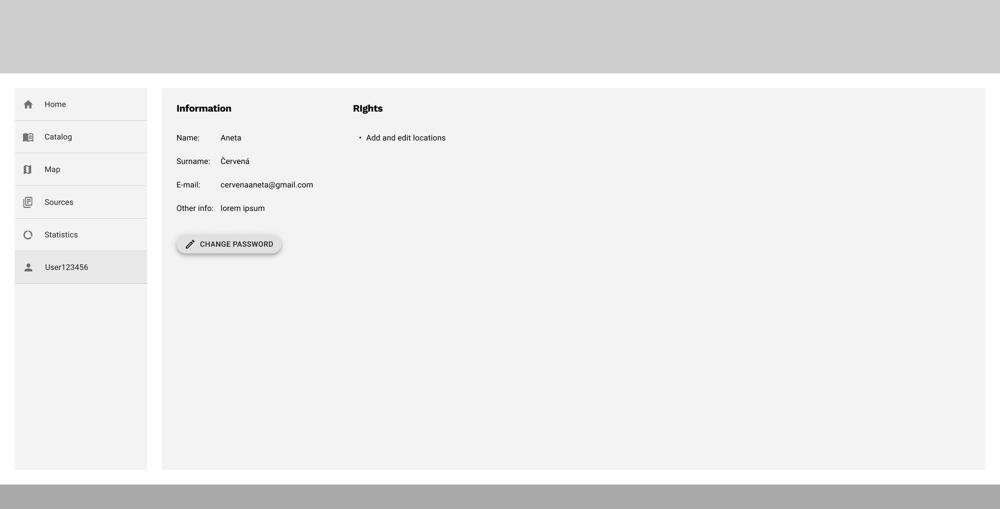 Home
Catalog
Map
Sources
Statistics
User123456
Information
Name: Aneta
Surname: Červená
E-mail: cervenaaneta@gmail.com
Other info: lorem ipsum
CHANGE PASSWORD
RIghts
• Add and edit locations